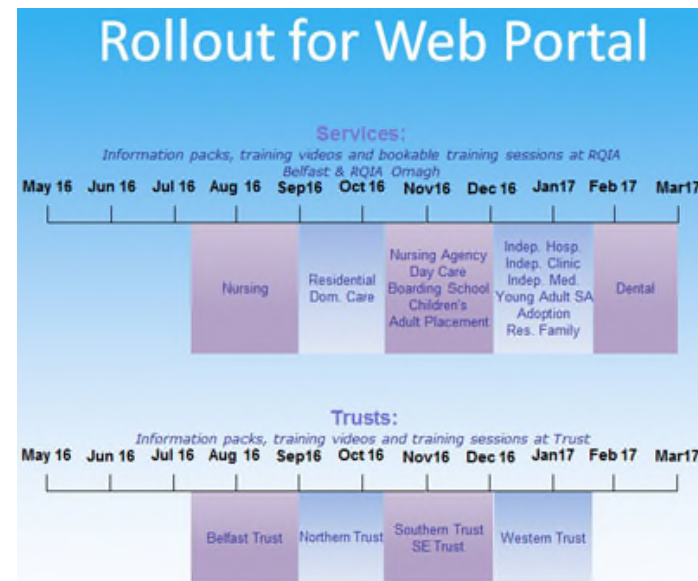 Rollout for Web Portal
Services:
Information packs, training videos and bookable training sessions at RQIA
Belfast & RQIA Omagh
May 16 Jun 16 Jul 16 Aug 16 Sep16 Oct 16 Nov16 Dec 16 Jan17 Feb 17 Mar17
Nursing
Residential
Dom. Care
Nursing Agency
Day Care
Boarding School
Children's
Adult Placement
Indep. Hosp.
Indep. Clinic
Indep. Med.
Young Adult SA
Adoption
Res. Family
Dental
Trusts:
Information packs, training videos and training sessions at Trust
May 16 Jun 16 Jul 16 Aug 16 Sep16 Oct 16 Nov16 Dec 16 Jan17 Feb 17 Mar17
Belfast Trust
Northern Trust
Southern Trust
SE Trust
Western Trust